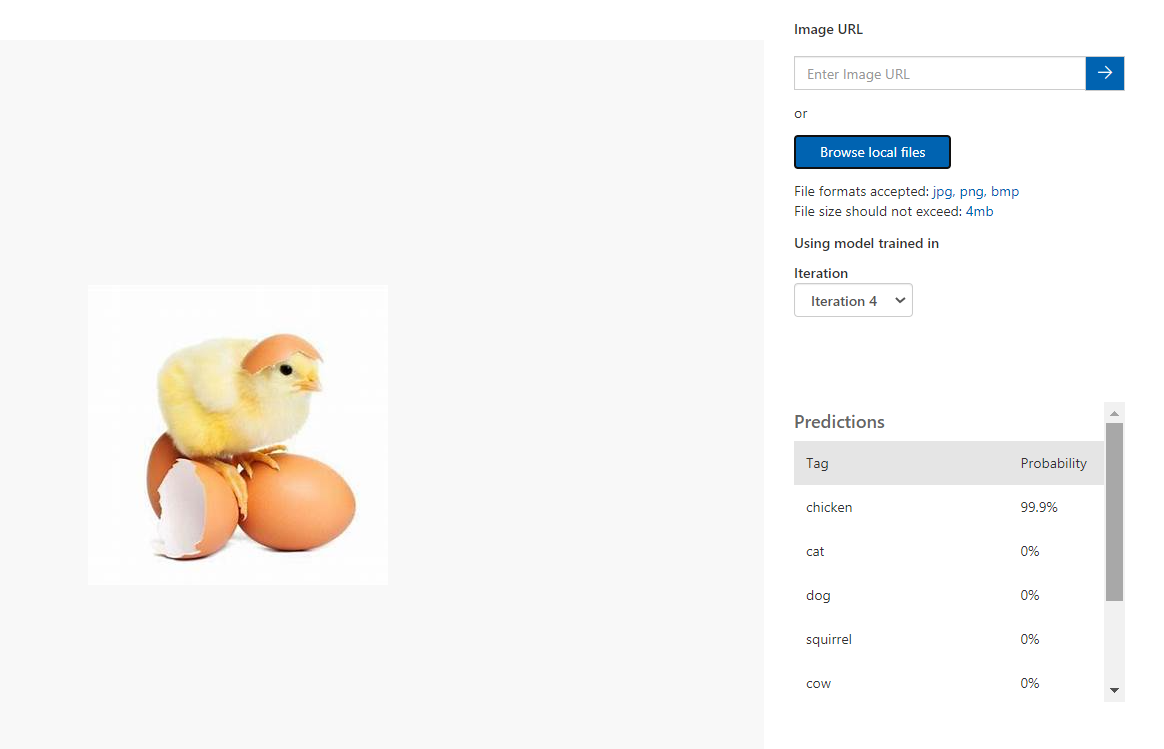 Image URL
Enter Image URL
or
Browse local files
File formats accepted: jpg, png, bmp
File size should not exceed: 4mb
Using model trained in
Iteration
Iteration 4
Predictions
Tag Probability
chicken 99.9%
cat 0%
dog 0%
squirrel 0%
cow 0%